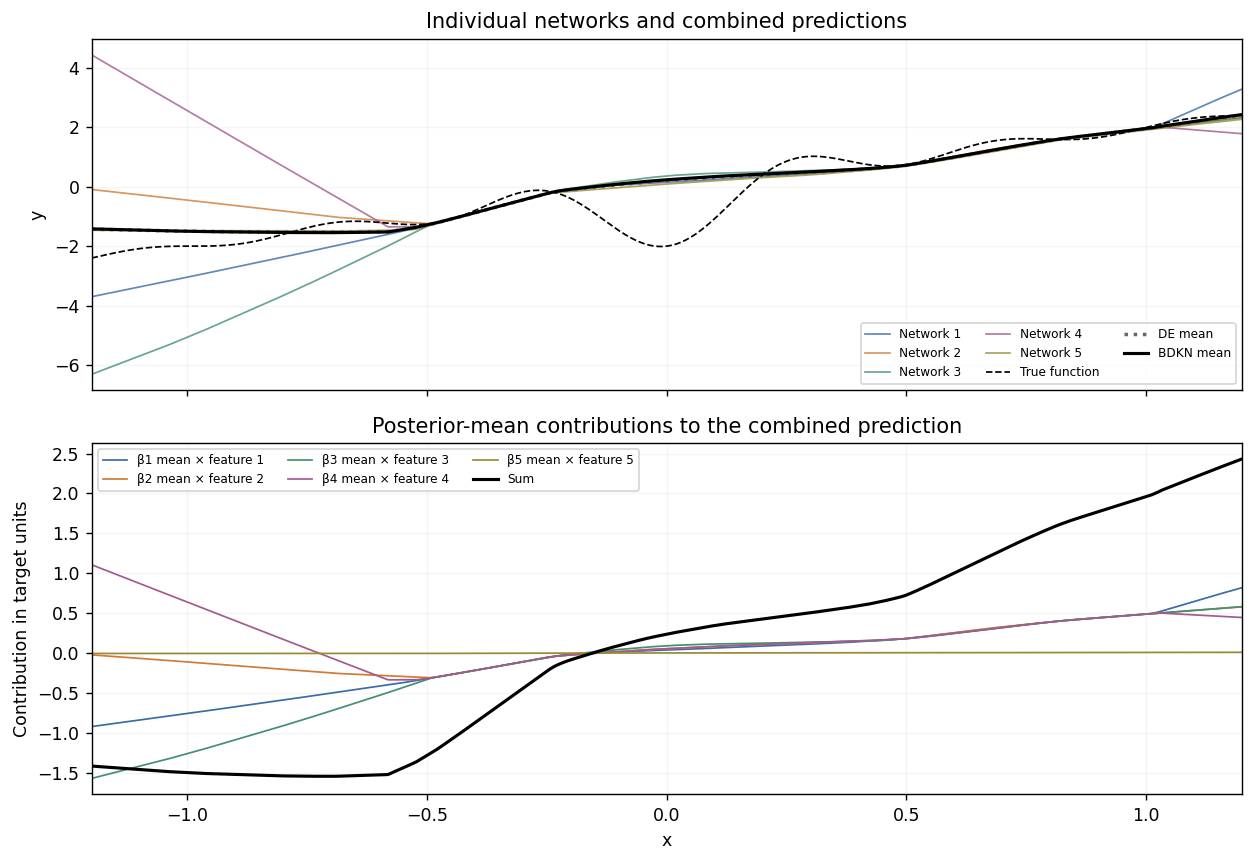 Individual networks and combined predictions
y
4
2
0
−2
−4
−6
Network 1
Network 2
Network 3
Network 4
Network 5
True function
DE mean
BDKN mean
Posterior-mean contributions to the combined prediction
Contribution in target units
2.5
2.0
1.5
1.0
0.5
0.0
−0.5
−1.0
−1.5
β1 mean × feature 1
β2 mean × feature 2
β3 mean × feature 3
β4 mean × feature 4
β5 mean × feature 5
Sum
−1.0 −0.5 0.0 0.5 1.0
x